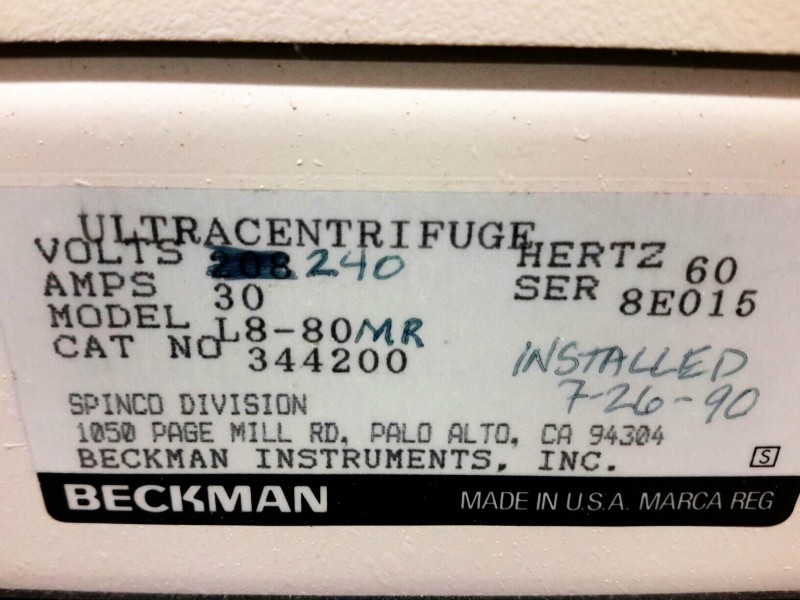 ULTRACENTRIFUGE
VOLTS 208 240 HERTZ 60
AMPS 30 SER 8E015
MODEL L8-80MR
CAT NO 344200
INSTALLED
7-26-90
SPINCO DIVISION
1050 PAGE MILL RD, PALO ALTO, CA 94304
BECKMAN INSTRUMENTS, INC.
S
BECKMAN MADE IN U.S.A. MARCA REG